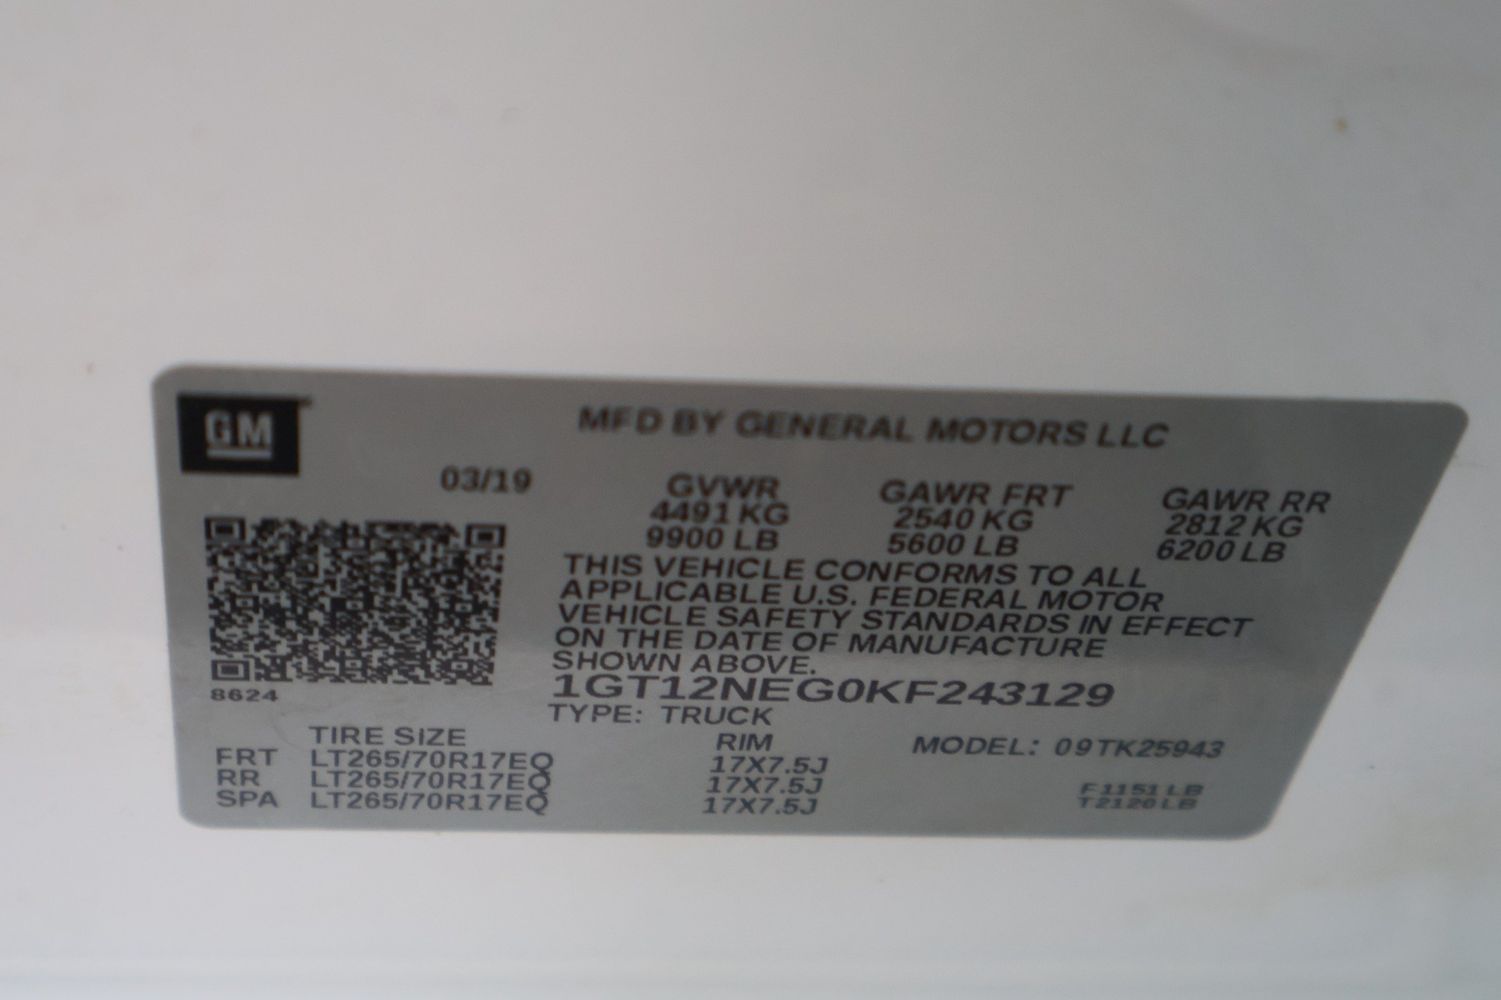 GM
MFD BY GENERAL MOTORS LLC
03/19
GVWR GAWR FRT GAWR RR
4491 KG 2540 KG 2812 KG
9900 LB 5600 LB 6200 LB
THIS VEHICLE CONFORMS TO ALL
APPLICABLE U.S. FEDERAL MOTOR
VEHICLE SAFETY STANDARDS IN EFFECT
ON THE DATE OF MANUFACTURE
SHOWN ABOVE.
8624
1GT12NEG0KF243129
TYPE: TRUCK
TIRE SIZE RIM MODEL: 09TK25943
FRT LT265/70R17EQ 17X7.5J
RR LT265/70R17EQ 17X7.5J F1151 LB
SPA LT265/70R17EQ 17X7.5J T2120 LB